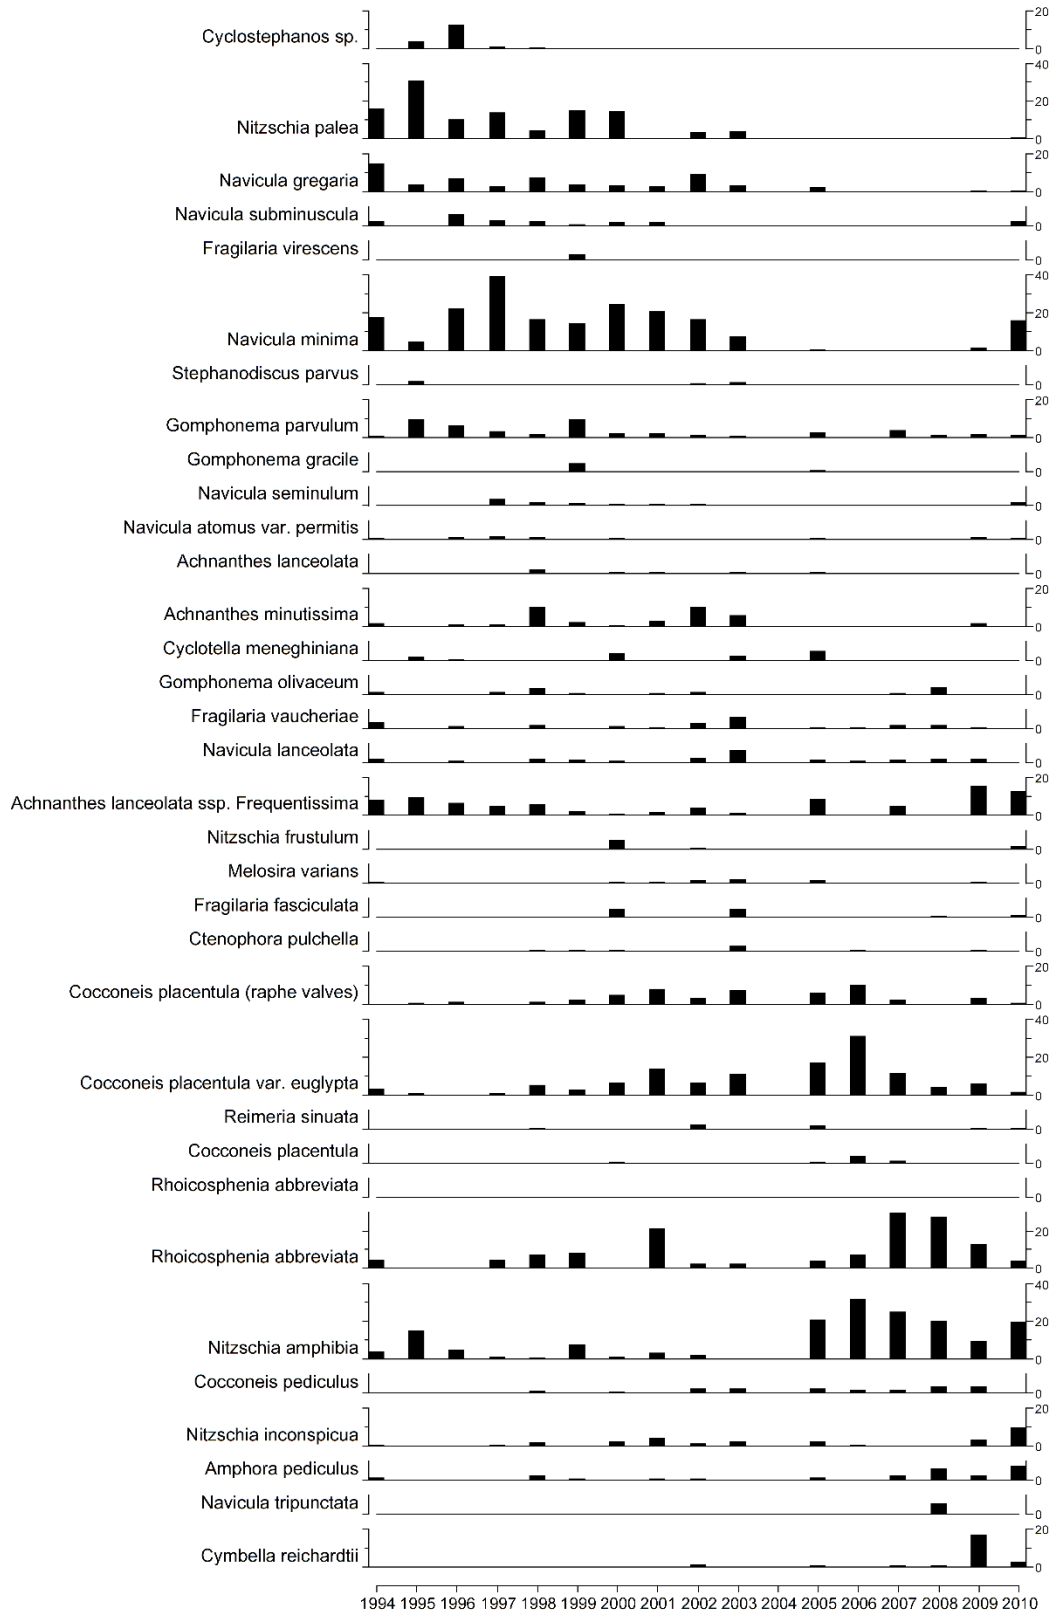 20
Cyclostephanos sp.
0
40
20
Nitzschia palea
0
20
Navicula gregaria
0
Navicula subminuscula
0
Fragilaria virescens
0
40
20
Navicula minima
0
Stephanodiscus parvus
0
20
Gomphonema parvulum
0
Gomphonema gracile
0
Navicula seminulum
0
Navicula atomus var. permitis
0
Achnanthes lanceolata
0
20
Achnanthes minutissima
0
Cyclotella meneghiniana
0
Gomphonema olivaceum
0
Fragilaria vaucheriae
0
Navicula lanceolata
0
20
Achnanthes lanceolata ssp. Frequentissima
0
Nitzschia frustulum
0
Melosira varians
0
Fragilaria fasciculata
0
Ctenophora pulchella
0
20
Cocconeis placentula (raphe valves)
0
40
20
Cocconeis placentula var. euglypta
0
Reimeria sinuata
0
Cocconeis placentula
0
Rhoicosphenia abbreviata
0
20
Rhoicosphenia abbreviata
0
40
20
Nitzschia amphibia
0
Cocconeis pediculus
0
20
Nitzschia inconspicua
0
Amphora pediculus
0
Navicula tripunctata
0
20
Cymbella reichardtii
0
1994 1995 1996 1997 1998 1999 2000 2001 2002 2003 2004 2005 2006 2007 2008 2009 2010